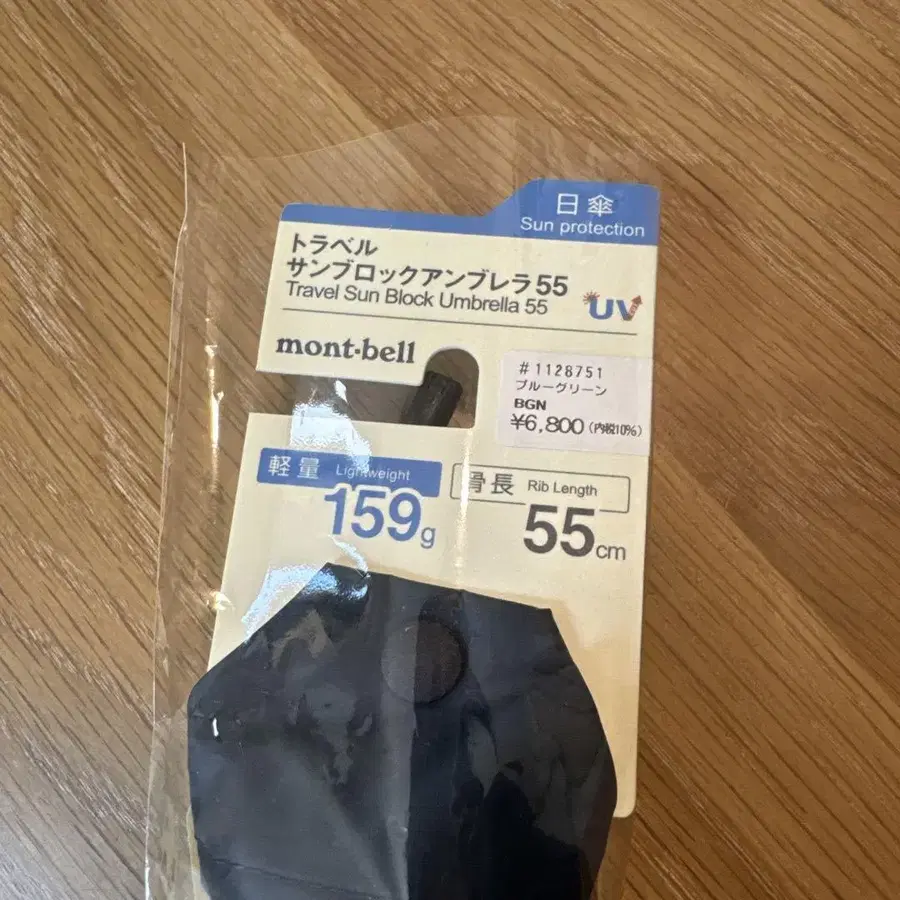 日傘
Sun protection
トラベル
サンブロックアンブレラ55
Travel Sun Block Umbrella 55
UV
mont-bell
#1128751
ブルーグリーン
BGN
¥6,800 (内税10%)
軽量 Lightweight
159g
骨長 Rib Length
55cm